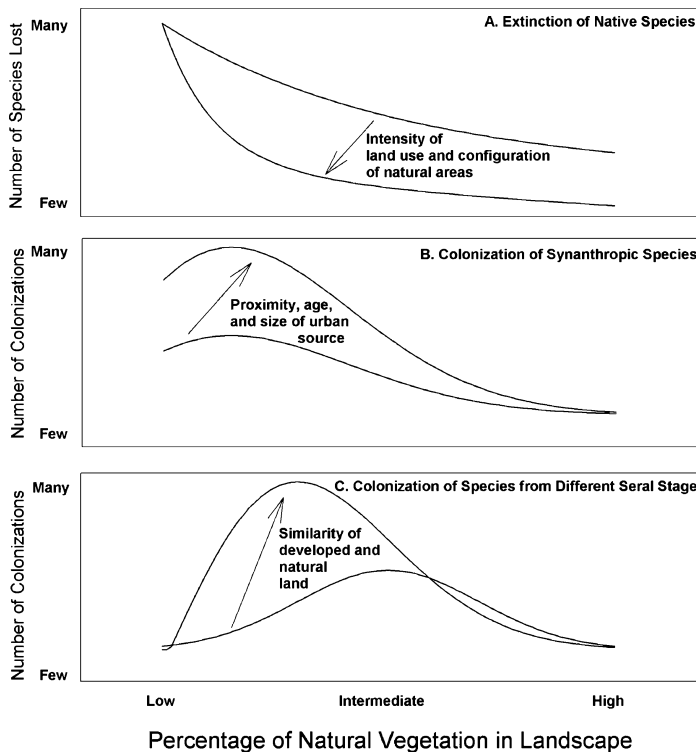 Number of Species Lost
Many
Few
A. Extinction of Native Species
Intensity of
land use and configuration
of natural areas
Number of Colonizations
Many
Few
B. Colonization of Synanthropic Species
Proximity, age,
and size of urban
source
Number of Colonizations
Many
Few
C. Colonization of Species from Different Seral Stage
Similarity of
developed and
natural
land
Low
Intermediate
High
Percentage of Natural Vegetation in Landscape